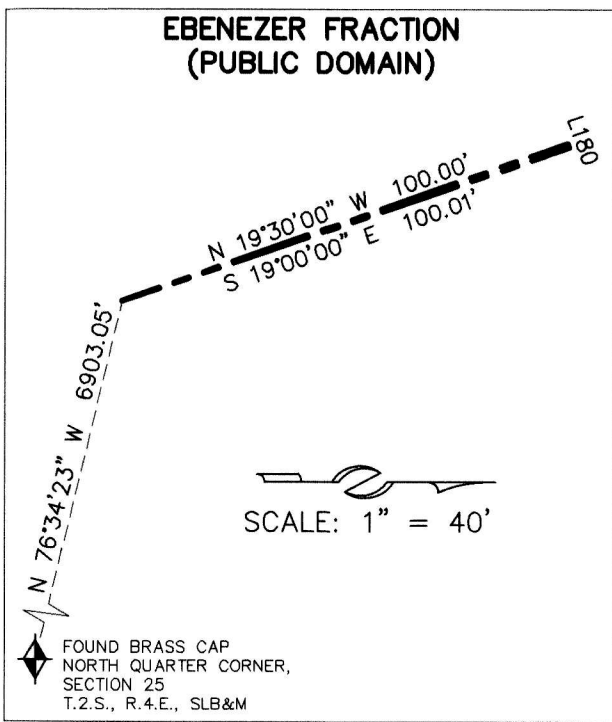 EBENEZER FRACTION
(PUBLIC DOMAIN)
L180
N 19°30'00" W 100.00'
S 19°00'00" E 100.01'
N 76°34'23" W 6903.05'
SCALE: 1" = 40'
FOUND BRASS CAP
NORTH QUARTER CORNER,
SECTION 25
T.2.S., R.4.E., SLB&M